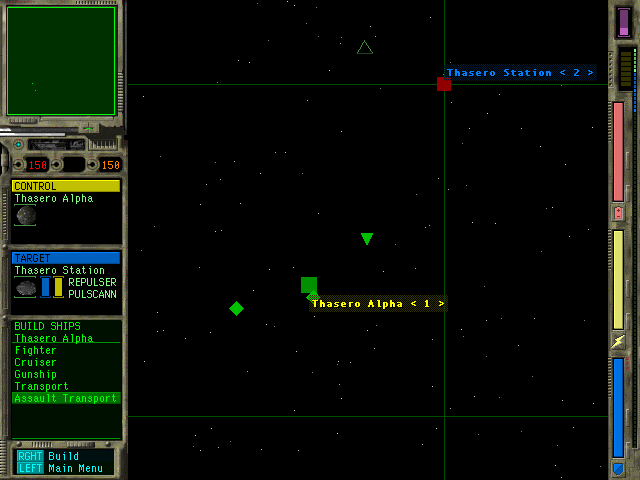 Thasero Station < 2 >
150 150
CONTROL
Thasero Alpha
TARGET
Thasero Station
REPULSER
PULSCANN
Thasero Alpha < 1 >
BUILD SHIPS
Thasero Alpha
Fighter
Cruiser
Gunship
Transport
Assault Transport
RGHT Build
LEFT Main Menu